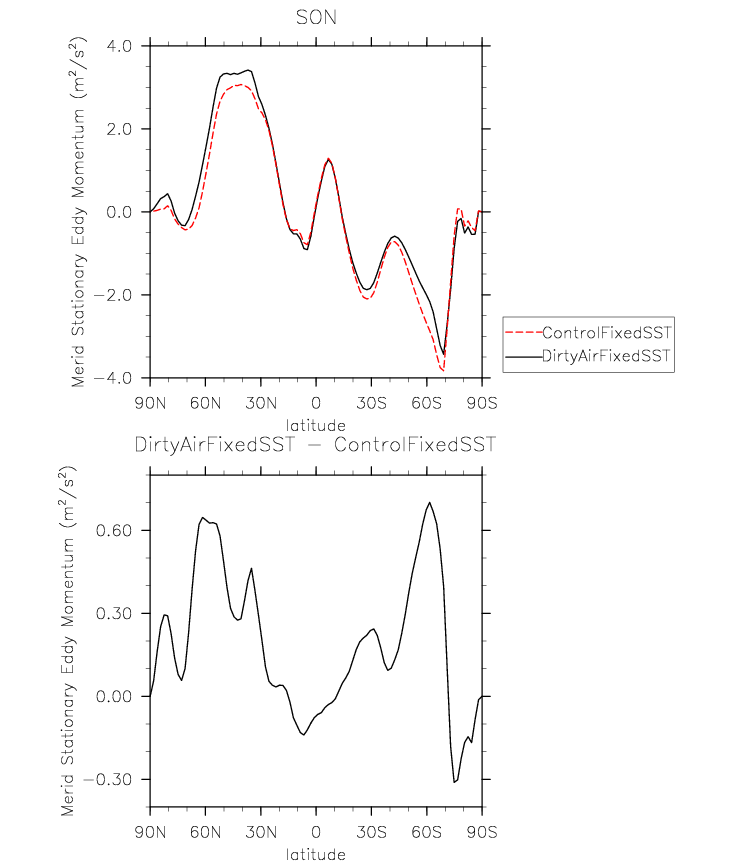 SON
Merid Stationary Eddy Momentum (m²/s²)
4.0
2.0
0.0
−2.0
−4.0
90N 60N 30N 0 30S 60S 90S
latitude
ControlFixedSST
DirtyAirFixedSST
DirtyAirFixedSST − ControlFixedSST
Merid Stationary Eddy Momentum (m²/s²)
0.60
0.30
0.00
−0.30
90N 60N 30N 0 30S 60S 90S
latitude